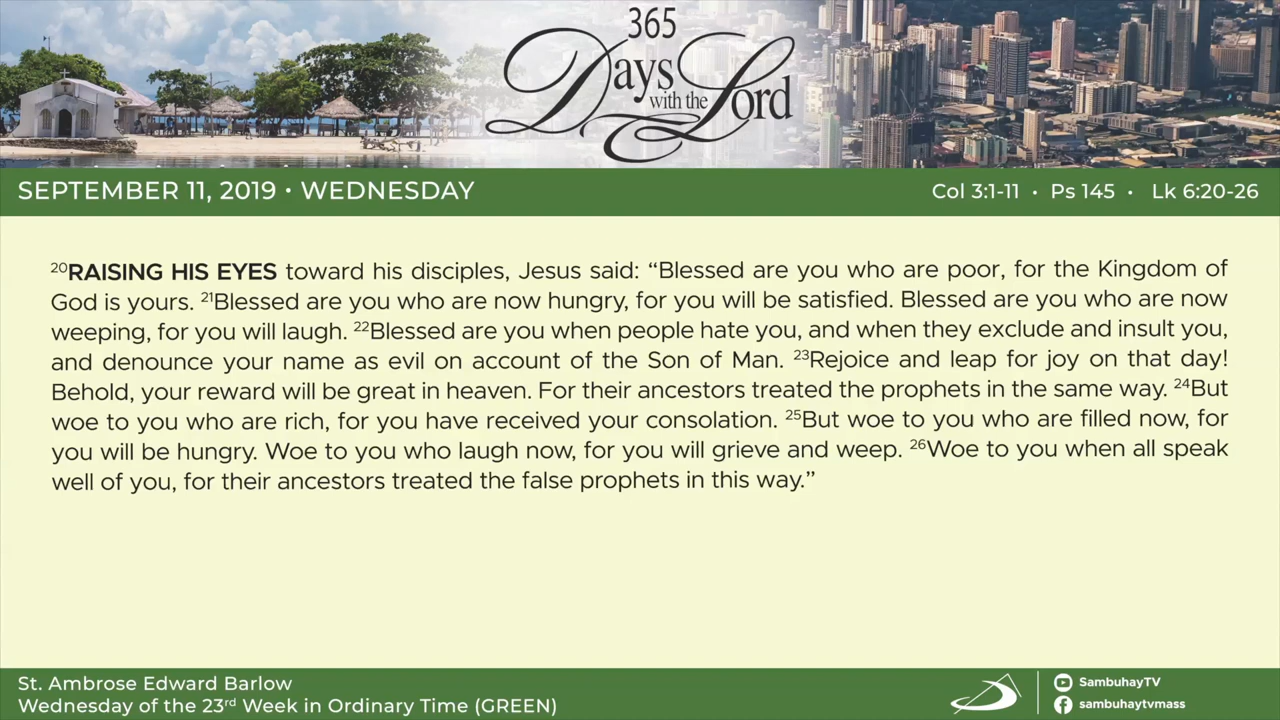 365
Days with the Lord
SEPTEMBER 11, 2019 • WEDNESDAY
Col 3:1-11 • Ps 145 • Lk 6:20-26
²⁰RAISING HIS EYES toward his disciples, Jesus said: “Blessed are you who are poor, for the Kingdom of
God is yours. ²¹Blessed are you who are now hungry, for you will be satisfied. Blessed are you who are now
weeping, for you will laugh. ²²Blessed are you when people hate you, and when they exclude and insult you,
and denounce your name as evil on account of the Son of Man. ²³Rejoice and leap for joy on that day!
Behold, your reward will be great in heaven. For their ancestors treated the prophets in the same way. ²⁴But
woe to you who are rich, for you have received your consolation. ²⁵But woe to you who are filled now, for
you will be hungry. Woe to you who laugh now, for you will grieve and weep. ²⁶Woe to you when all speak
well of you, for their ancestors treated the false prophets in this way.”
St. Ambrose Edward Barlow
Wednesday of the 23ʳᵈ Week in Ordinary Time (GREEN)
SambuhayTV
sambuhaytvmass